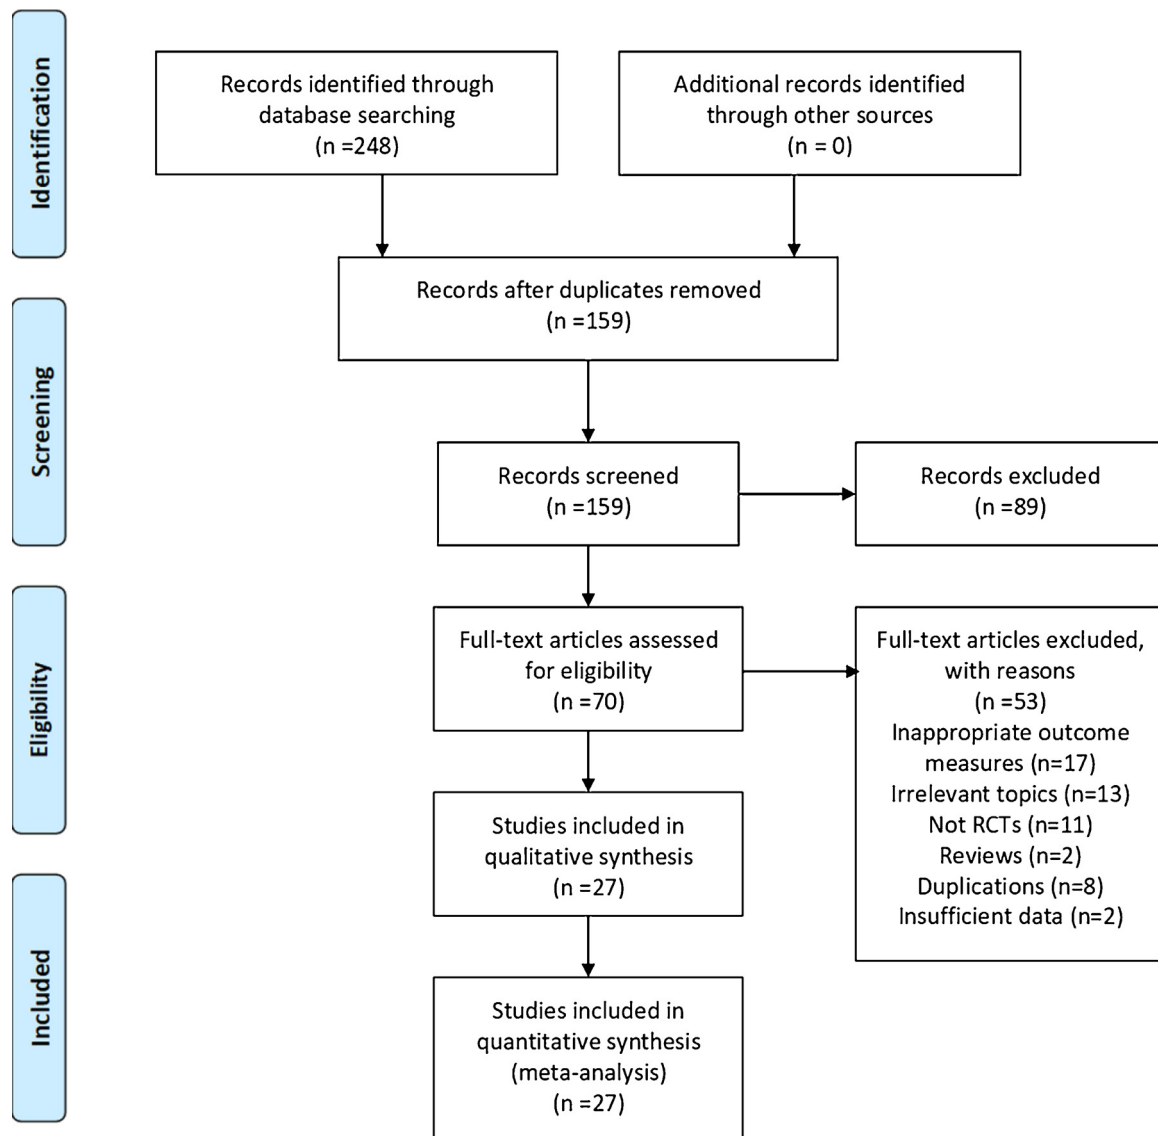 Identification
Records identified through
database searching
(n =248)
Additional records identified
through other sources
(n = 0)
Records after duplicates removed
(n =159)
Screening
Records screened
(n =159)
Records excluded
(n =89)
Eligibility
Full-text articles assessed
for eligibility
(n =70)
Full-text articles excluded,
with reasons
(n =53)
Inappropriate outcome
measures (n=17)
Irrelevant topics (n=13)
Not RCTs (n=11)
Reviews (n=2)
Duplications (n=8)
Insufficient data (n=2)
Studies included in
qualitative synthesis
(n =27)
Included
Studies included in
quantitative synthesis
(meta-analysis)
(n =27)